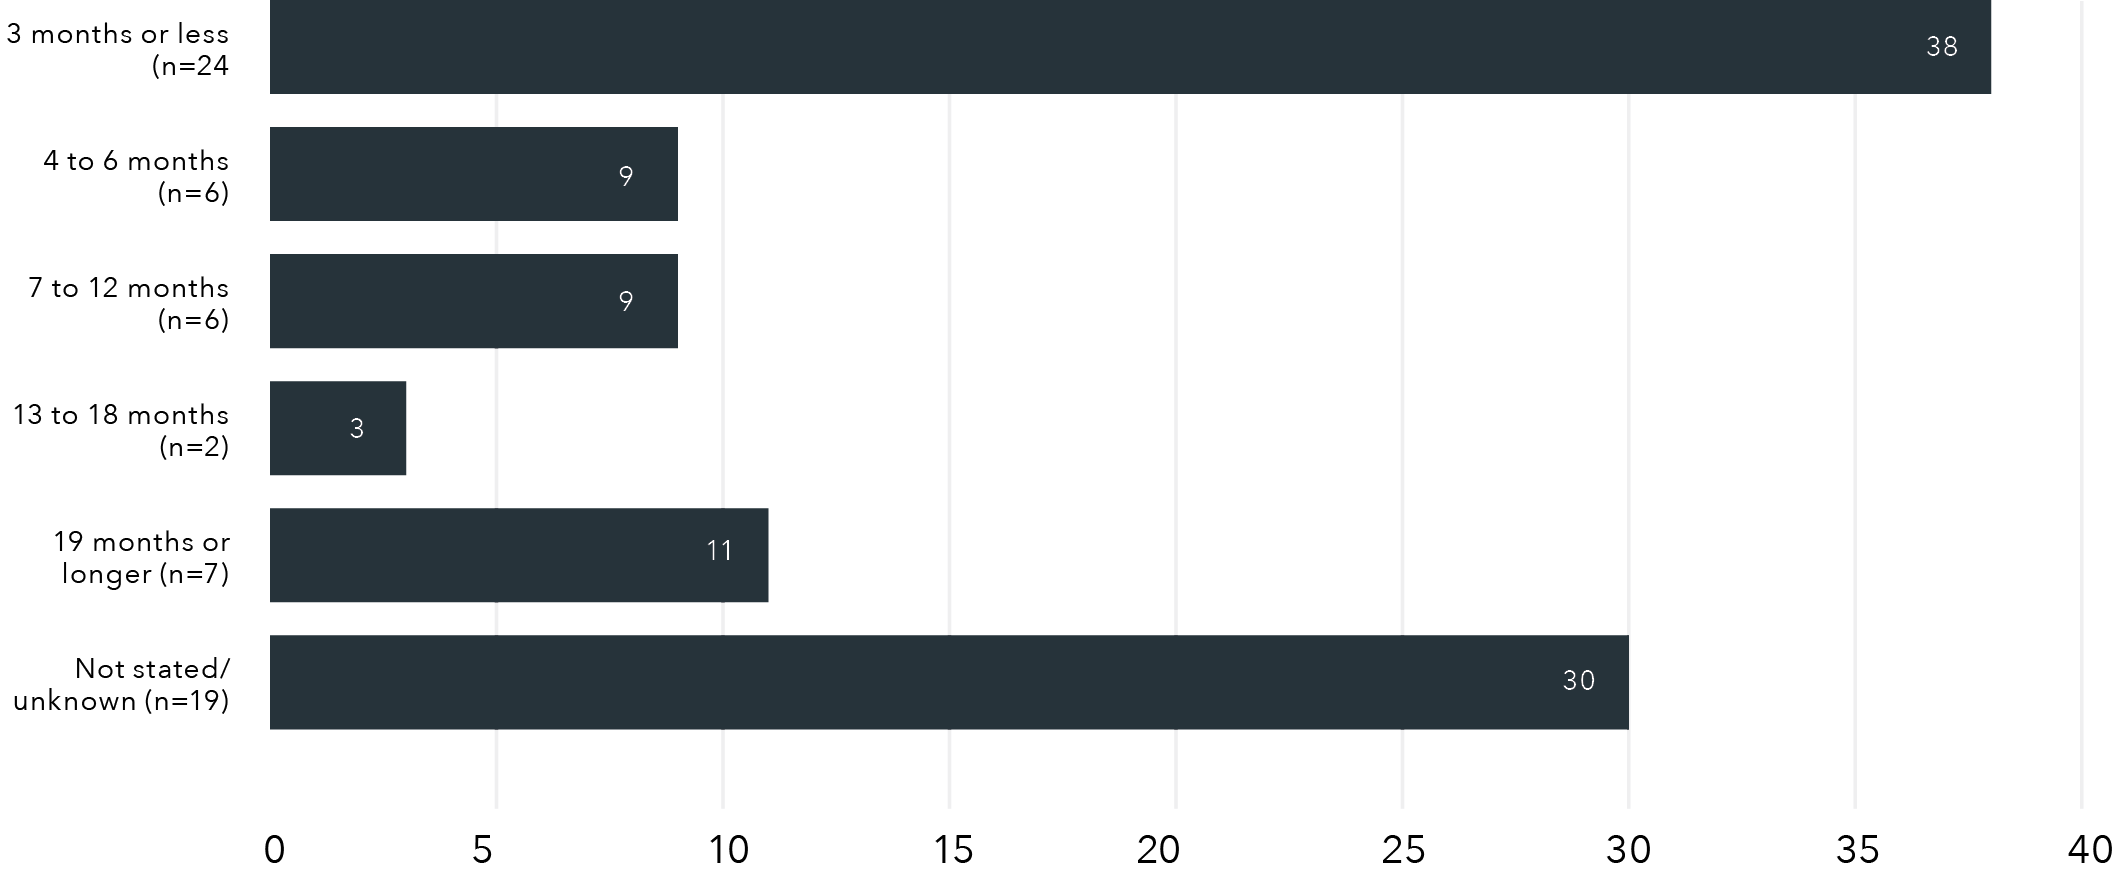 3 months or less
(n=24
38
4 to 6 months
(n=6)
9
7 to 12 months
(n=6)
9
13 to 18 months
(n=2)
3
19 months or
longer (n=7)
11
Not stated/
unknown (n=19)
30
0 5 10 15 20 25 30 35 40